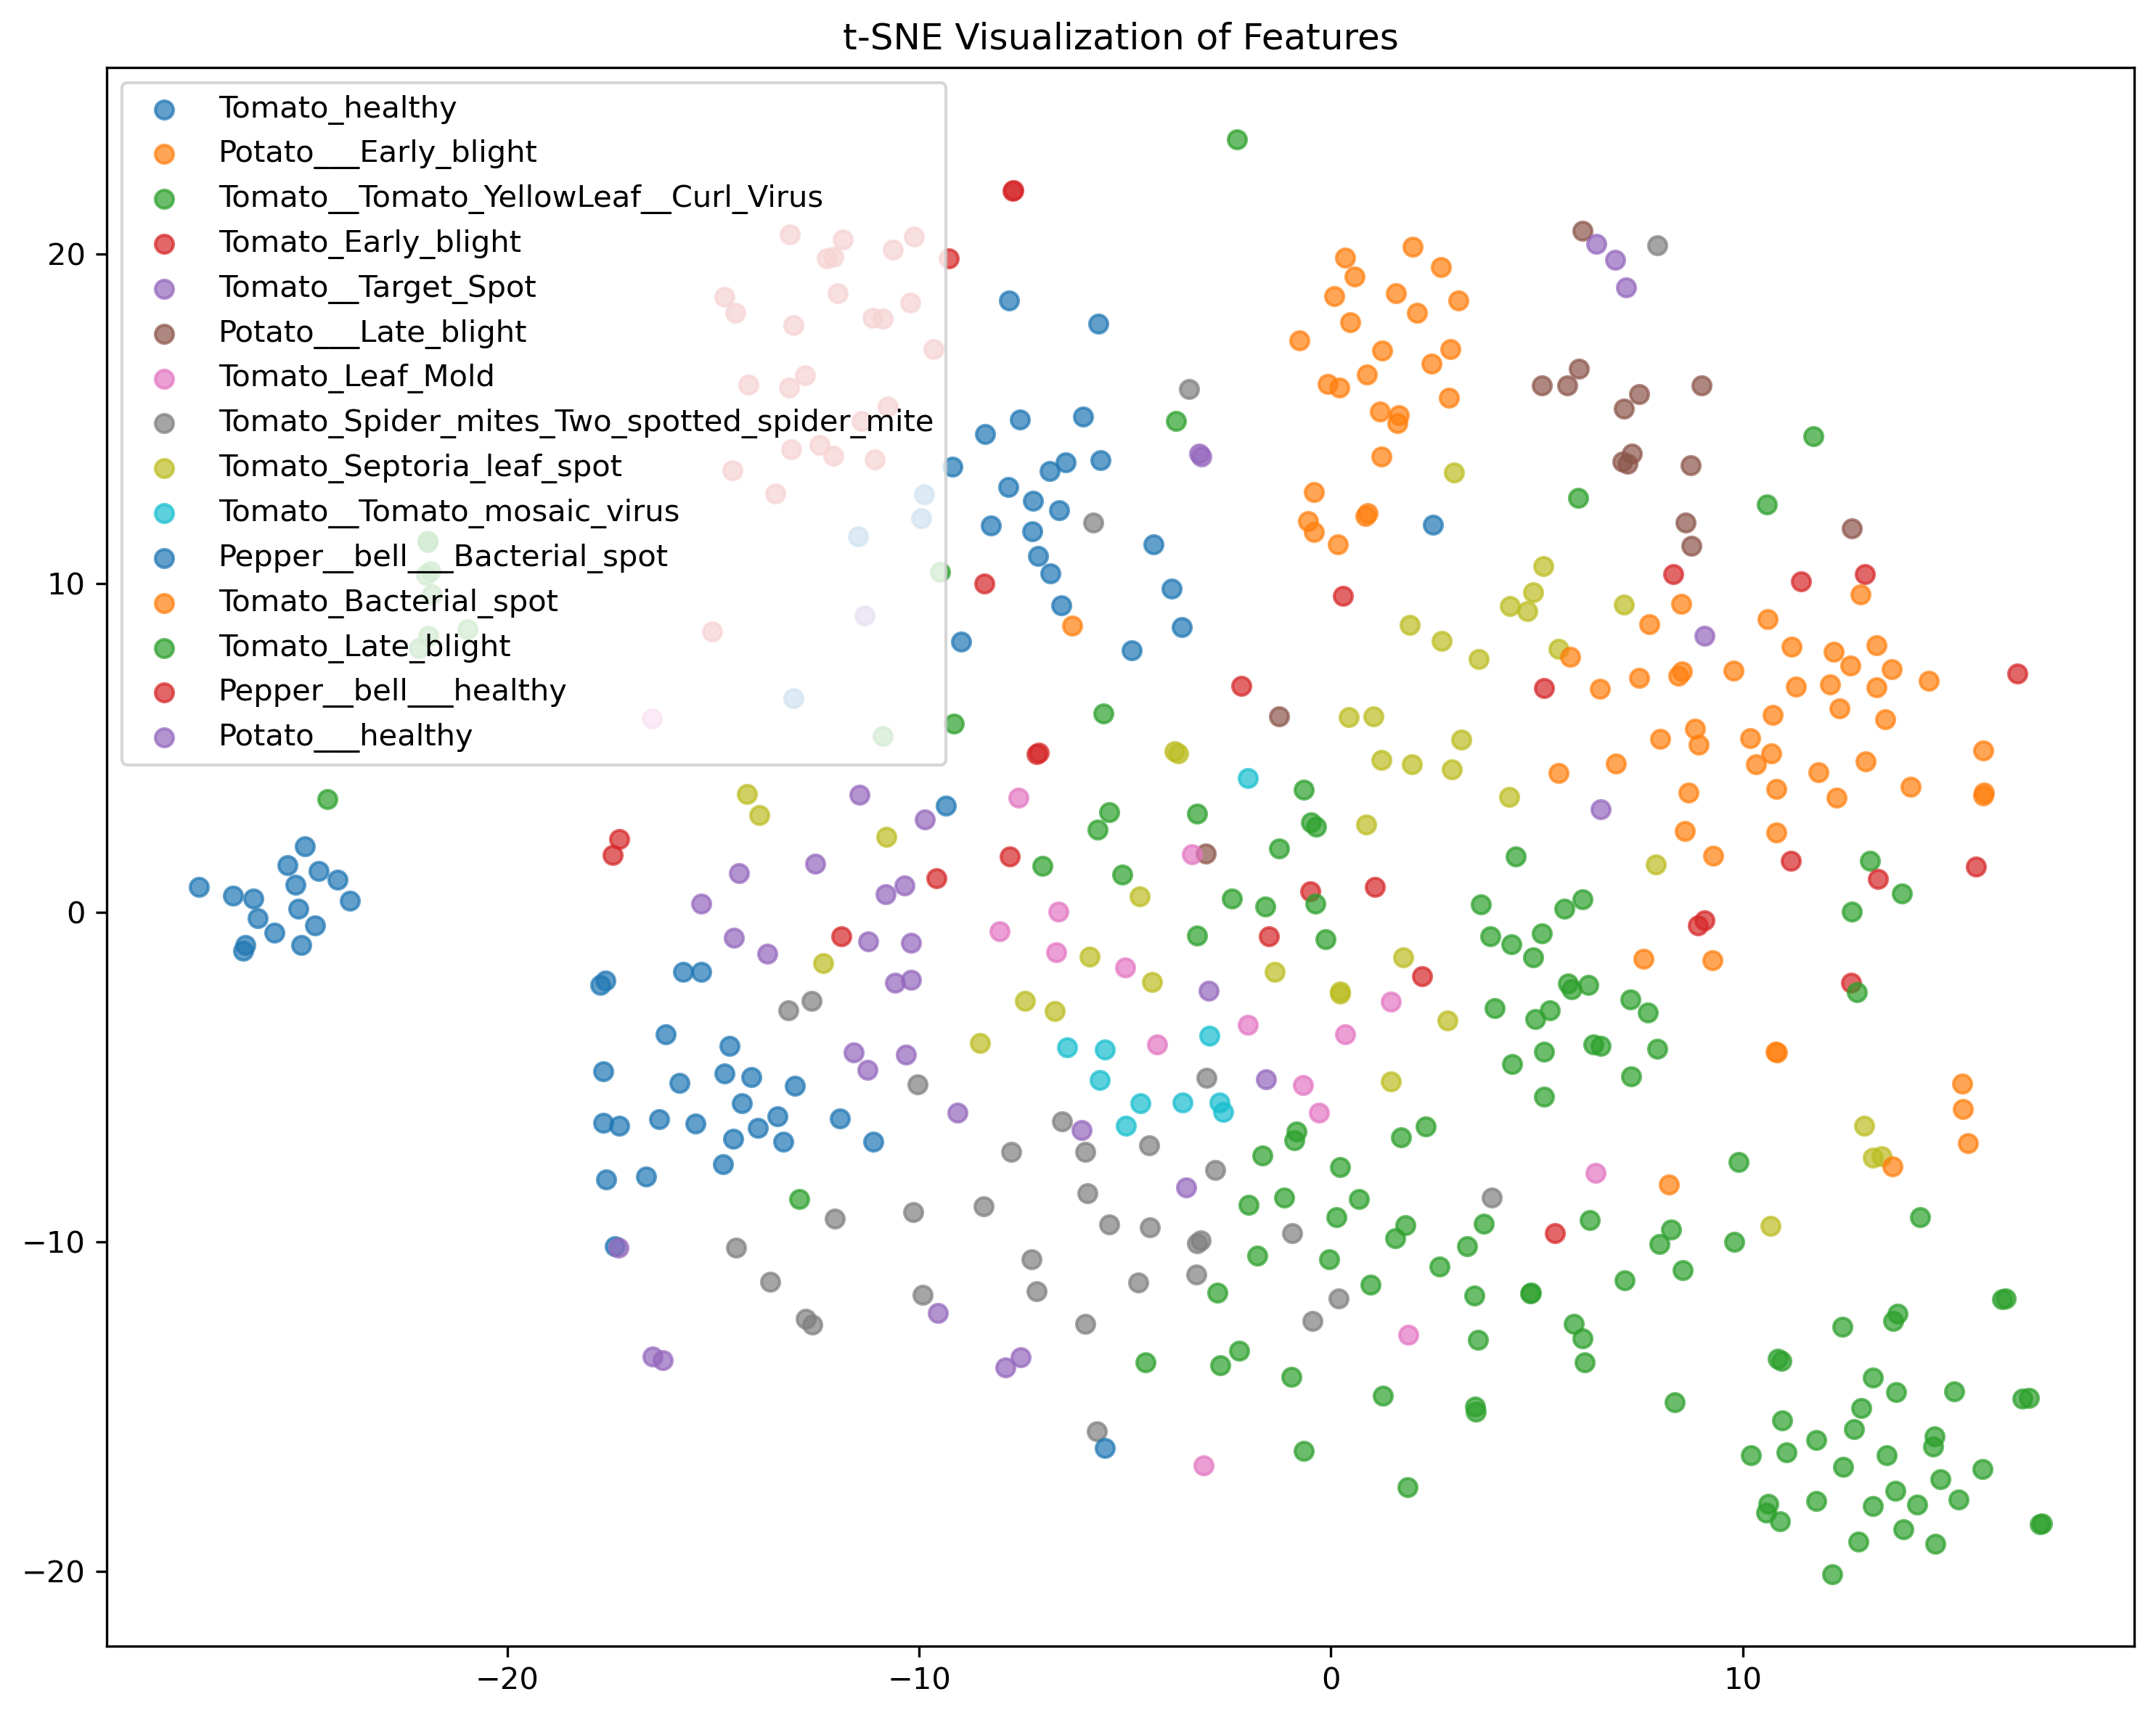 t-SNE Visualization of Features
Tomato_healthy
Potato___Early_blight
Tomato__Tomato_YellowLeaf__Curl_Virus
Tomato_Early_blight
Tomato__Target_Spot
Potato___Late_blight
Tomato_Leaf_Mold
Tomato_Spider_mites_Two_spotted_spider_mite
Tomato_Septoria_leaf_spot
Tomato__Tomato_mosaic_virus
Pepper__bell___Bacterial_spot
Tomato_Bacterial_spot
Tomato_Late_blight
Pepper__bell___healthy
Potato___healthy
20
10
0
−10
−20
−20 −10 0 10